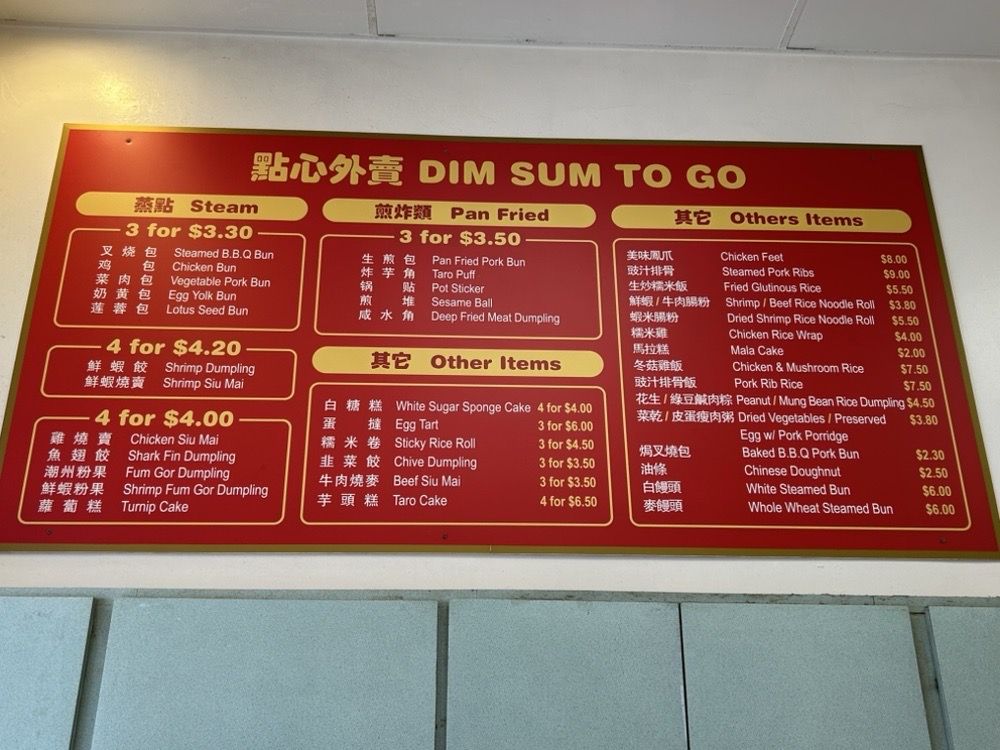 點心外賣 DIM SUM TO GO
蒸點 Steam
3 for $3.30
叉烧包 Steamed B.B.Q Bun
鸡包 Chicken Bun
菜肉包 Vegetable Pork Bun
奶黄包 Egg Yolk Bun
莲蓉包 Lotus Seed Bun
4 for $4.20
鮮蝦餃 Shrimp Dumpling
鮮蝦燒賣 Shrimp Siu Mai
4 for $4.00
雞燒賣 Chicken Siu Mai
魚翅餃 Shark Fin Dumpling
潮州粉果 Fum Gor Dumpling
鮮蝦粉果 Shrimp Fum Gor Dumpling
蘿蔔糕 Turnip Cake
煎炸類 Pan Fried
3 for $3.50
生煎包 Pan Fried Pork Bun
炸芋角 Taro Puff
锅贴 Pot Sticker
煎堆 Sesame Ball
咸水角 Deep Fried Meat Dumpling
其它 Other Items
白糖糕 White Sugar Sponge Cake 4 for $4.00
蛋撻 Egg Tart 3 for $6.00
糯米卷 Sticky Rice Roll 3 for $4.50
韭菜餃 Chive Dumpling 3 for $3.50
牛肉燒麥 Beef Siu Mai 3 for $3.50
芋頭糕 Taro Cake 4 for $6.50
其它 Others Items
美味鳳爪 Chicken Feet $8.00
豉汁排骨 Steamed Pork Ribs $9.00
生炒糯米飯 Fried Glutinous Rice $5.50
鮮蝦 / 牛肉腸粉 Shrimp / Beef Rice Noodle Roll $3.80
蝦米腸粉 Dried Shrimp Rice Noodle Roll $5.50
糯米雞 Chicken Rice Wrap $4.00
馬拉糕 Mala Cake $2.00
冬菇雞飯 Chicken & Mushroom Rice $7.50
豉汁排骨飯 Pork Rib Rice $7.50
花生 / 綠豆鹹肉粽 Peanut / Mung Bean Rice Dumpling $4.50
菜乾 / 皮蛋瘦肉粥 Dried Vegetables / Preserved $3.80
Egg w/ Pork Porridge
焗叉燒包 Baked B.B.Q Pork Bun $2.30
油條 Chinese Doughnut $2.50
白饅頭 White Steamed Bun $6.00
麥饅頭 Whole Wheat Steamed Bun $6.00